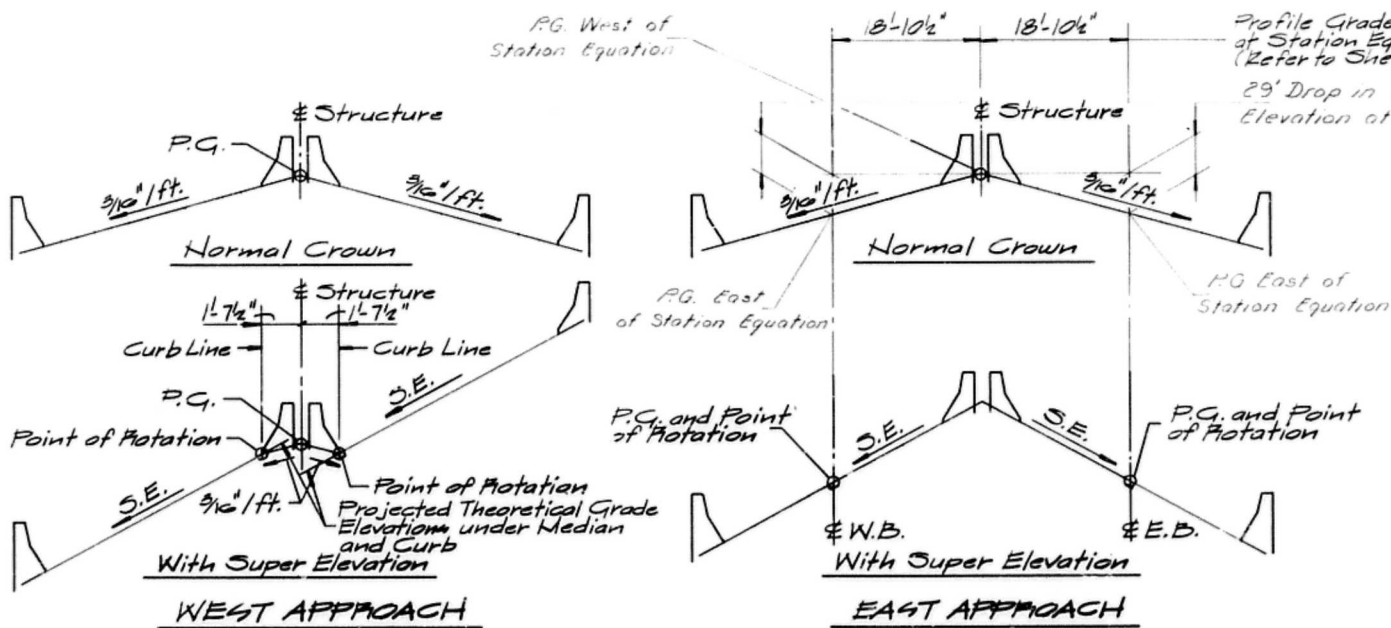 P.G. West of
Station Equation
18'-10½"
18'-10½"
Profile Grade
at Station Eq
(Refer to She
29' Drop in
Elevation at
℄ Structure
P.G.
3/16"/ft.
3/16"/ft.
Normal Crown
℄ Structure
3/16"/ft.
3/16"/ft.
Normal Crown
P.G. East
of Station Equation
P.G East of
Station Equation
℄ Structure
1'-7½"
1'-7½"
Curb Line
Curb Line
S.E.
P.G.
Point of Rotation
S.E.
3/16"/ft.
Point of Rotation
Projected Theoretical Grade
Elevations under Median
and Curb
With Super Elevation
WEST APPROACH
P.G. and Point
of Rotation
S.E.
S.E.
P.G. and Point
of Rotation
℄ W.B.
℄ E.B.
With Super Elevation
EAST APPROACH